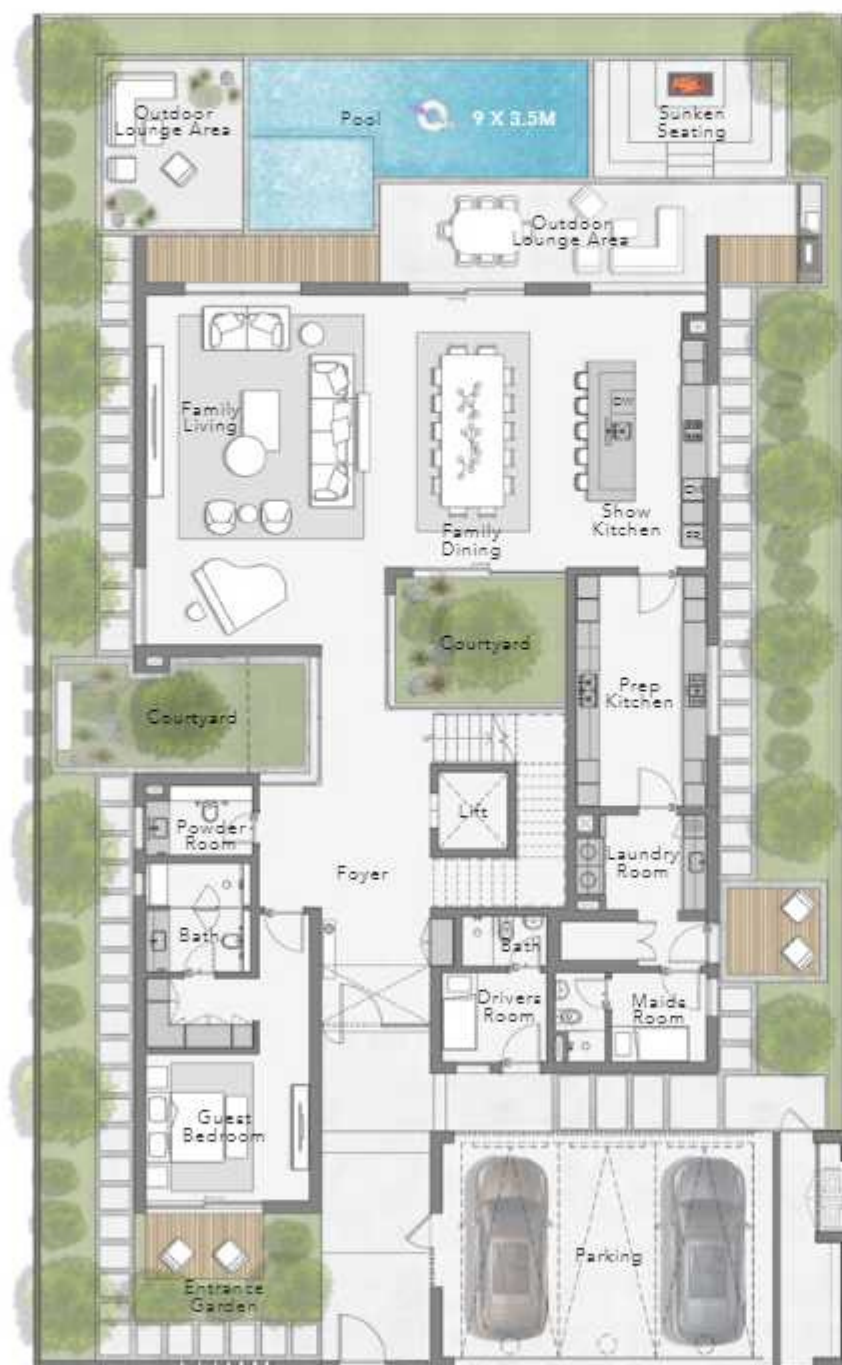 Outdoor
Lounge Area
Pool
9 X 3.5M
Sunken
Seating
Outdoor
Lounge Area
Family
Living
DW
Family
Dining
Show
Kitchen
Courtyard
Courtyard
Prep
Kitchen
Powder
Room
Lift
Laundry
Room
Foyer
Bath
Bath
Drivers
Room
Maids
Room
Guest
Bedroom
Parking
Entrance
Garden